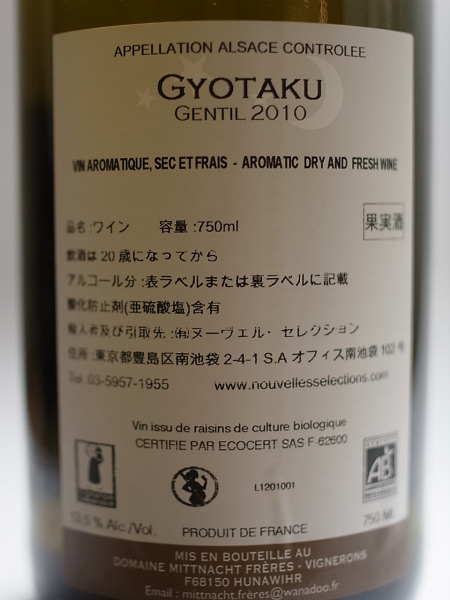 APPELLATION ALSACE CONTROLEE
GYOTAKU
GENTIL 2010
VIN AROMATIQUE, SEC ET FRAIS - AROMATIC DRY AND FRESH WINE
品名:ワイン 容量:750ml
果実酒
飲酒は20歳になってから
アルコール分:表ラベルまたは裏ラベルに記載
酸化防止剤(亜硫酸塩)含有
輸入者及び引取先:㈲ヌーヴェル・セレクション
住所:東京都豊島区南池袋2-4-1 S.A オフィス南池袋102号
Tel.03-5957-1955 www.nouvellesselections.com
Vin issu de raisins de culture biologique
CERTIFIE PAR ECOCERT SAS F-62600
L1201001
AB
% Alc./Vol. PRODUIT DE FRANCE 750 ML
MIS EN BOUTEILLE AU
DOMAINE MITTNACHT FRÈRES - VIGNERONS
F68150 HUNAWIHR
Email : mittnacht.frères@wanadoo.fr